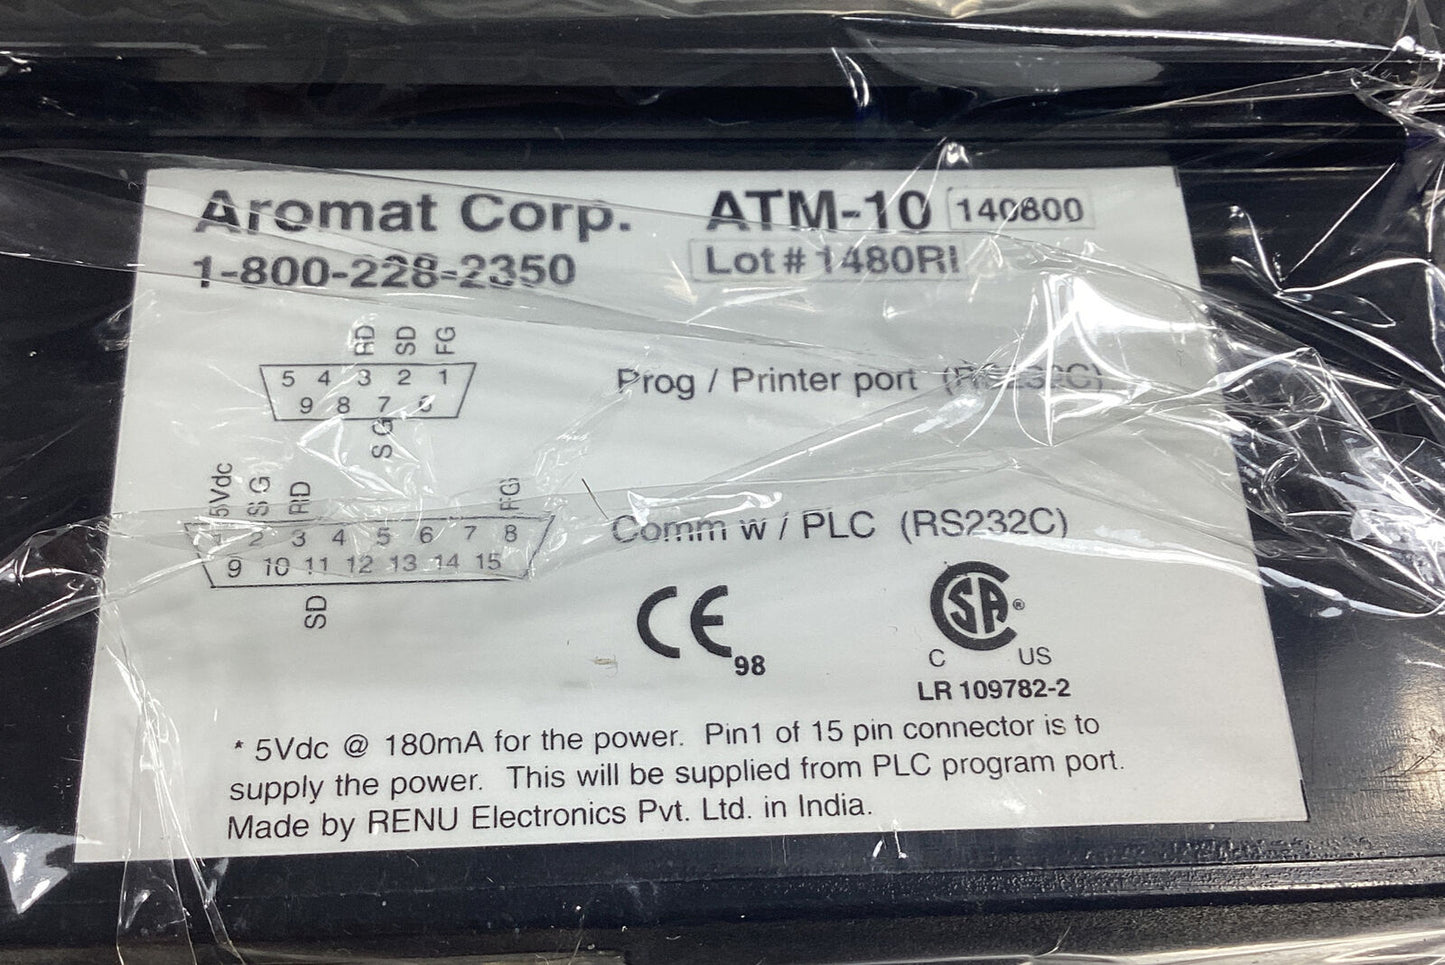 Aromat Corp. ATM-10 140800
1-800-228-2350 Lot # 1480RI
RD SD FG
5 4 3 2 1
9 8 7 6
SG
Prog / Printer port (RS232C)
5Vdc SG RD FG
1 2 3 4 5 6 7 8
9 10 11 12 13 14 15
SD
Comm w / PLC (RS232C)
CE 98
CSA ®
C US
LR 109782-2
* 5Vdc @ 180mA for the power. Pin1 of 15 pin connector is to
supply the power. This will be supplied from PLC program port.
Made by RENU Electronics Pvt. Ltd. in India.